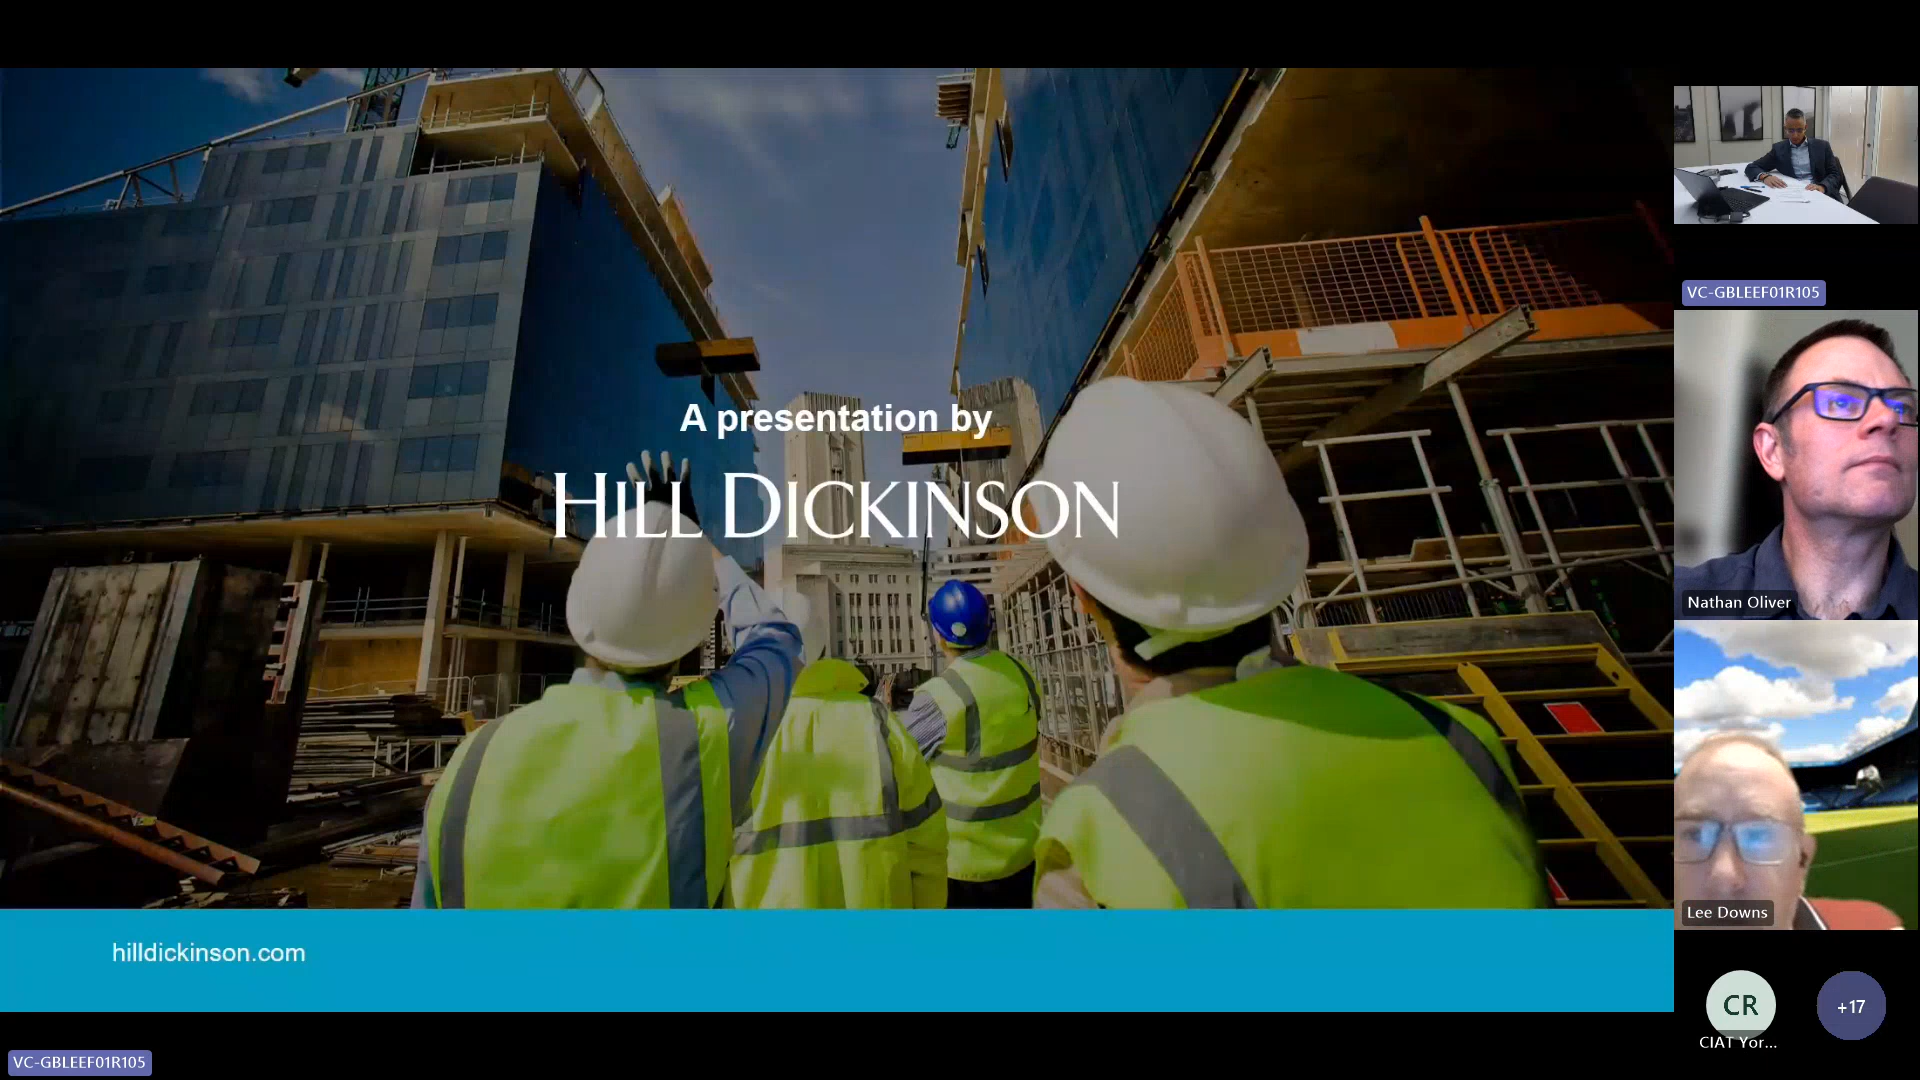 A presentation by
HILL DICKINSON
hilldickinson.com
VC-GBLEEF01R105
VC-GBLEEF01R105
Nathan Oliver
Lee Downs
CR
CIAT Yor...
+17